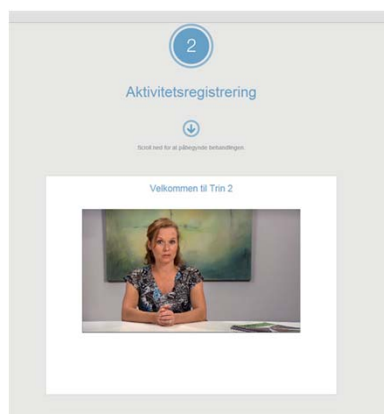 2
Aktivitetsregistrering
Scroll ned for at påbegynde behandlingen.
Velkommen til Trin 2